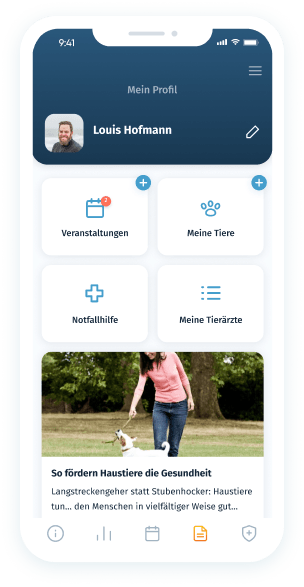 9:41
Mein Profil
Louis Hofmann
Veranstaltungen
Meine Tiere
Notfallhilfe
Meine Tierärzte
So fördern Haustiere die Gesundheit
Langstreckengeher statt Stubenhocker: Haustiere
tun... den Menschen in vielfältiger Weise gut...